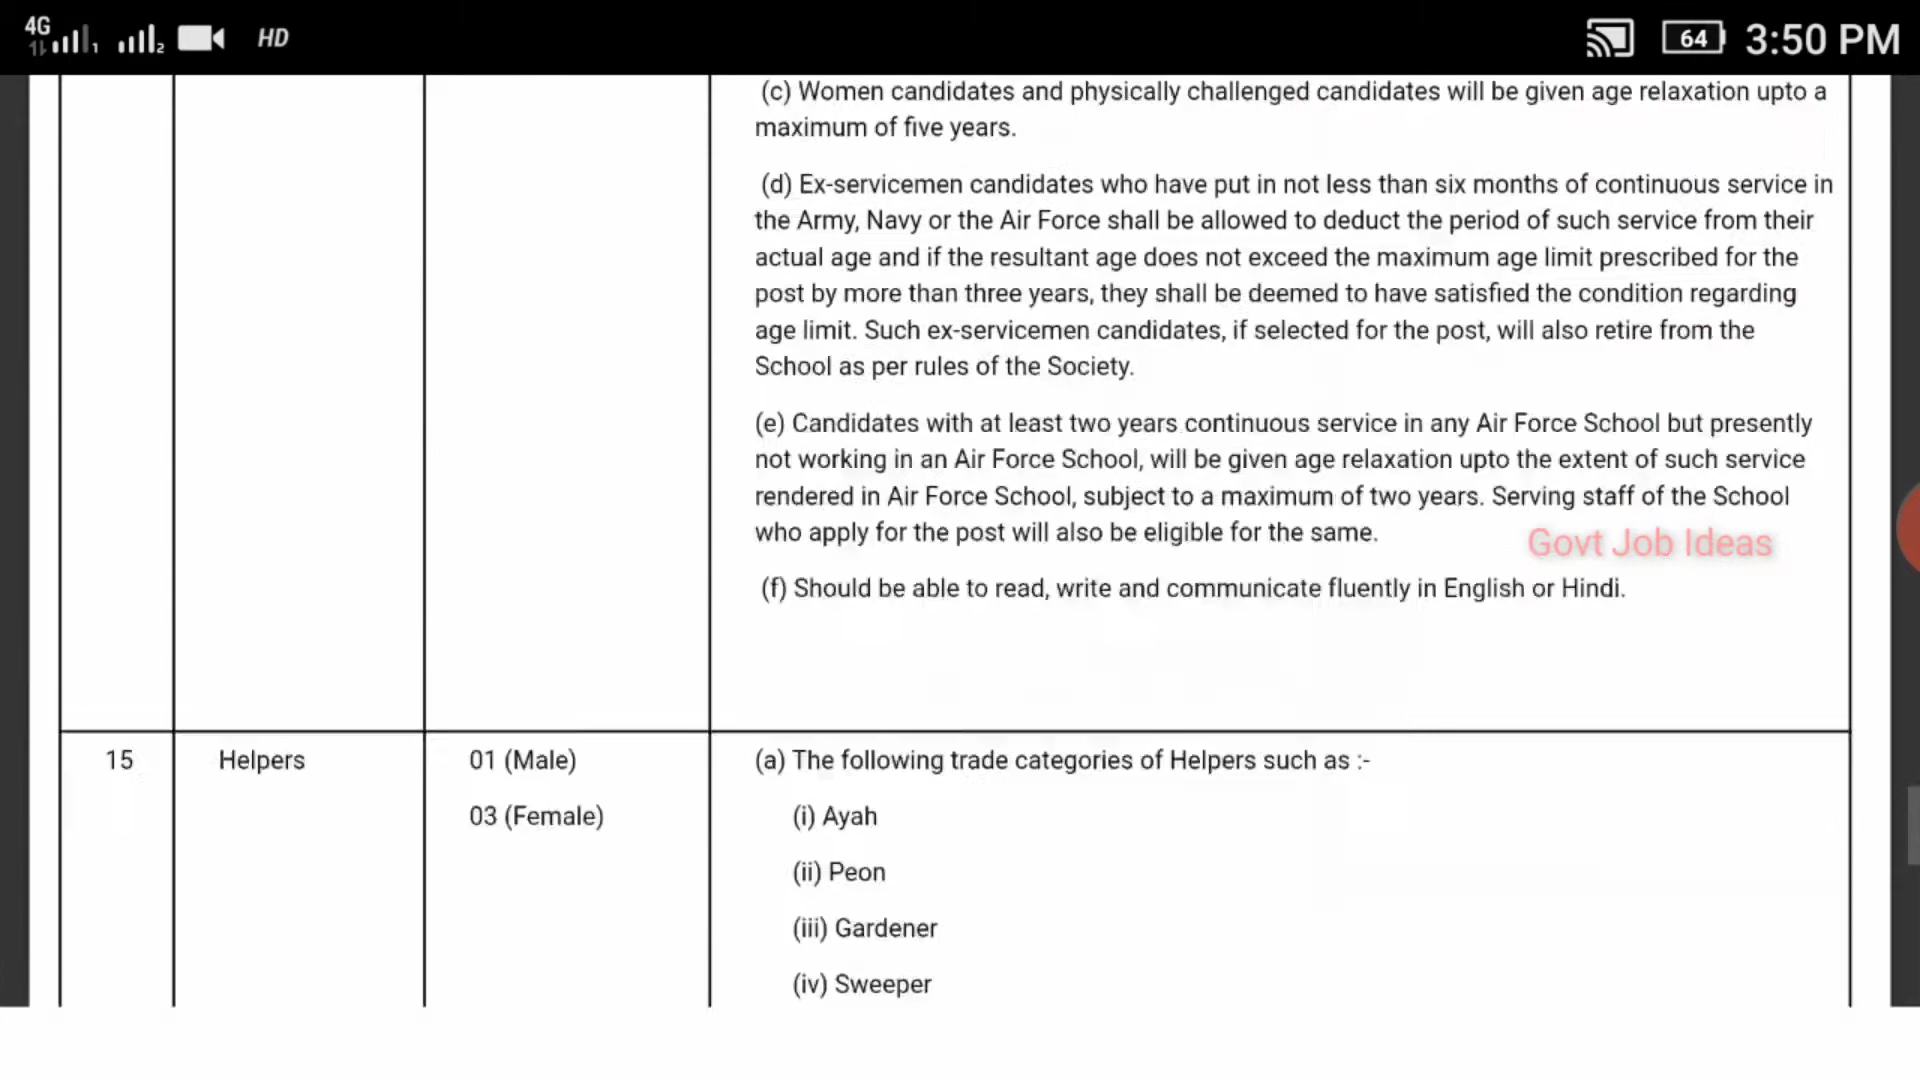 4G 1 2 HD 64 3:50 PM
(c) Women candidates and physically challenged candidates will be given age relaxation upto a
maximum of five years.
(d) Ex-servicemen candidates who have put in not less than six months of continuous service in
the Army, Navy or the Air Force shall be allowed to deduct the period of such service from their
actual age and if the resultant age does not exceed the maximum age limit prescribed for the
post by more than three years, they shall be deemed to have satisfied the condition regarding
age limit. Such ex-servicemen candidates, if selected for the post, will also retire from the
School as per rules of the Society.
(e) Candidates with at least two years continuous service in any Air Force School but presently
not working in an Air Force School, will be given age relaxation upto the extent of such service
rendered in Air Force School, subject to a maximum of two years. Serving staff of the School
who apply for the post will also be eligible for the same.
Govt Job Ideas
(f) Should be able to read, write and communicate fluently in English or Hindi.
15 Helpers 01 (Male) (a) The following trade categories of Helpers such as :-
03 (Female) (i) Ayah
(ii) Peon
(iii) Gardener
(iv) Sweeper